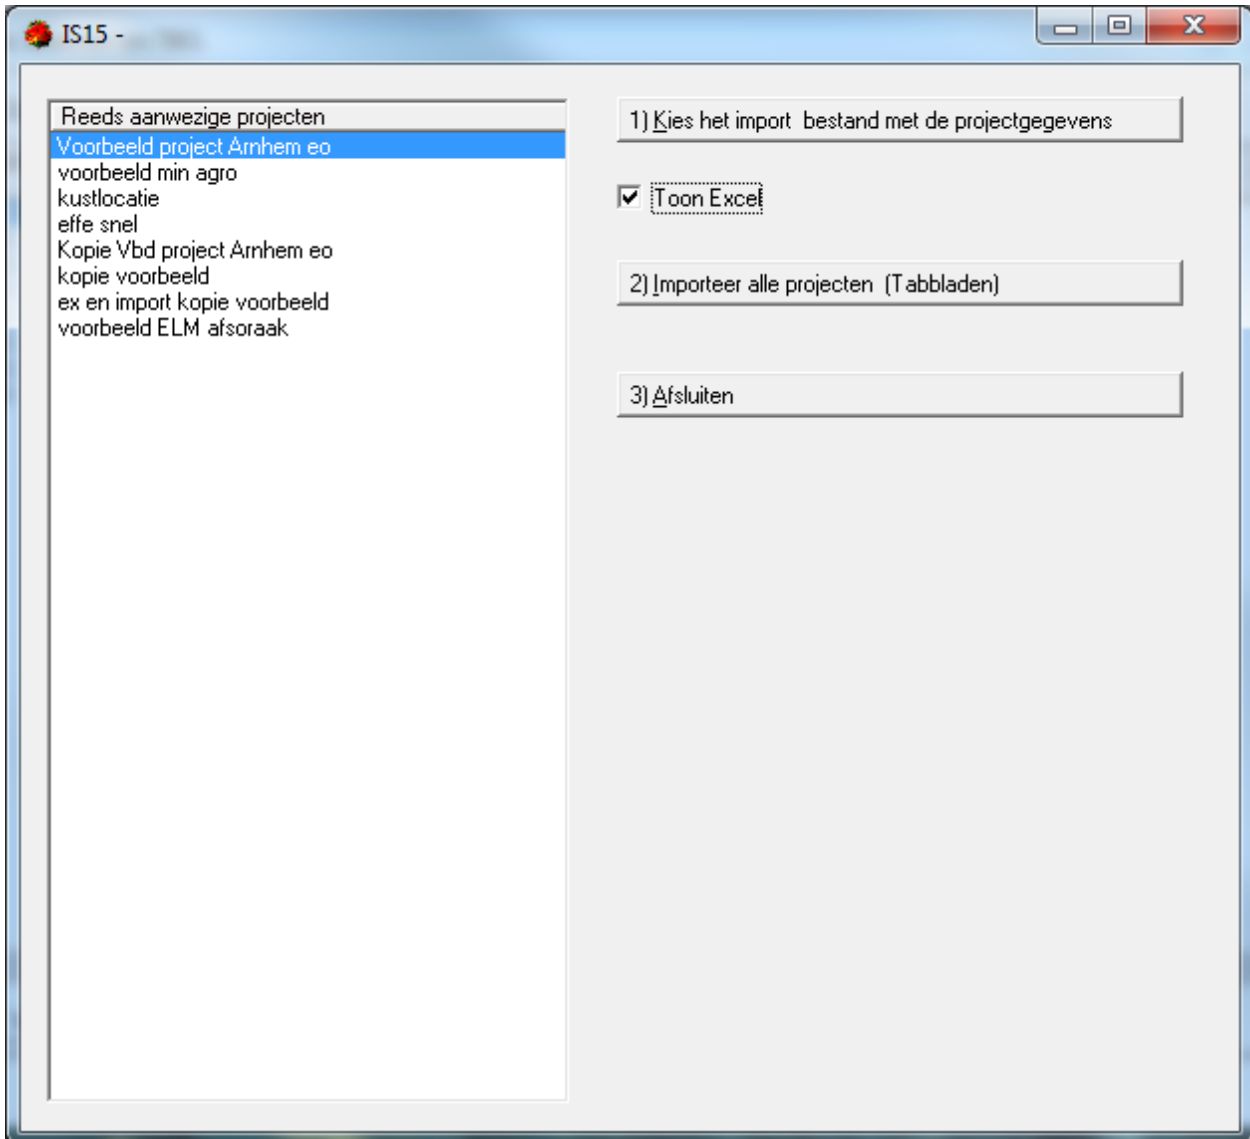 IS15 -
Reeds aanwezige projecten
Voorbeeld project Arnhem eo
voorbeeld min agro
kustlocatie
effe snel
Kopie Vbd project Arnhem eo
kopie voorbeeld
ex en import kopie voorbeeld
voorbeeld ELM afsoraak
1) Kies het import  bestand met de projectgegevens
Toon Excel
2) Importeer alle projecten  (Tabbladen)
3) Afsluiten